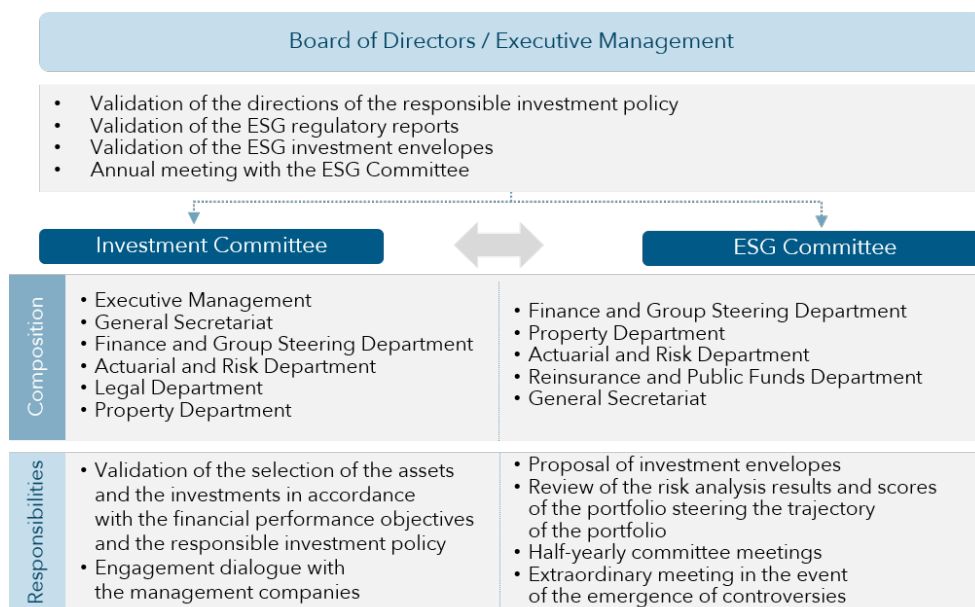 Board of Directors / Executive Management
• Validation of the directions of the responsible investment policy
• Validation of the ESG regulatory reports
• Validation of the ESG investment envelopes
• Annual meeting with the ESG Committee
Investment Committee
ESG Committee
Composition
• Executive Management
• General Secretariat
• Finance and Group Steering Department
• Actuarial and Risk Department
• Legal Department
• Property Department
• Finance and Group Steering Department
• Property Department
• Actuarial and Risk Department
• Reinsurance and Public Funds Department
• General Secretariat
Responsibilities
• Validation of the selection of the assets
and the investments in accordance
with the financial performance objectives
and the responsible investment policy
• Engagement dialogue with
the management companies
• Proposal of investment envelopes
• Review of the risk analysis results and scores
of the portfolio steering the trajectory
of the portfolio
• Half-yearly committee meetings
• Extraordinary meeting in the event
of the emergence of controversies